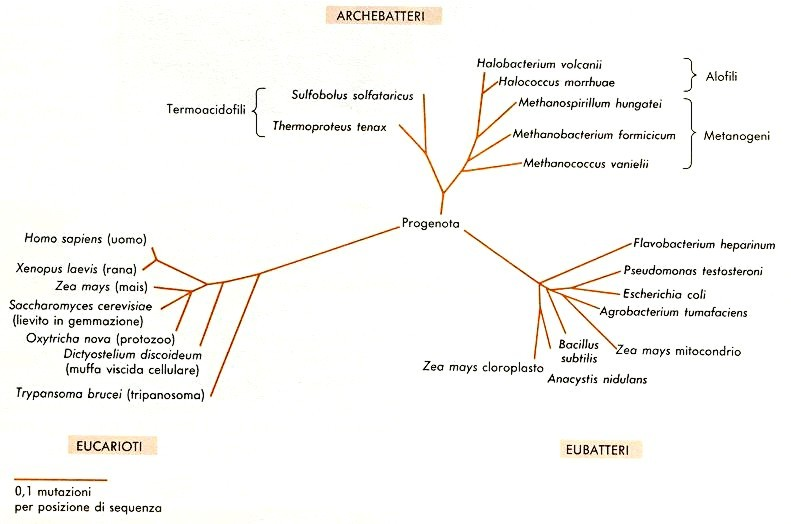 ARCHEBATTERI
Halobacterium volcanii
Halococcus morrhuae
Alofili
Sulfobolus solfataricus
Termoacidofili
Thermoproteus tenax
Methanospirillum hungatei
Methanobacterium formicicum
Metanogeni
Methanococcus vanielii
Progenota
Homo sapiens (uomo)
Xenopus laevis (rana)
Zea mays (mais)
Saccharomyces cerevisiae
(lievito in gemmazione)
Oxytricha nova (protozoo)
Dictyostelium discoideum
(muffa viscida cellulare)
Trypansoma brucei (tripanosoma)
Flavobacterium heparinum
Pseudomonas testosteroni
Escherichia coli
Agrobacterium tumafaciens
Zea mays mitocondrio
Bacillus
subtilis
Anacystis nidulans
Zea mays cloroplasto
EUCARIOTI
EUBATTERI
0,1 mutazioni
per posizione di sequenza